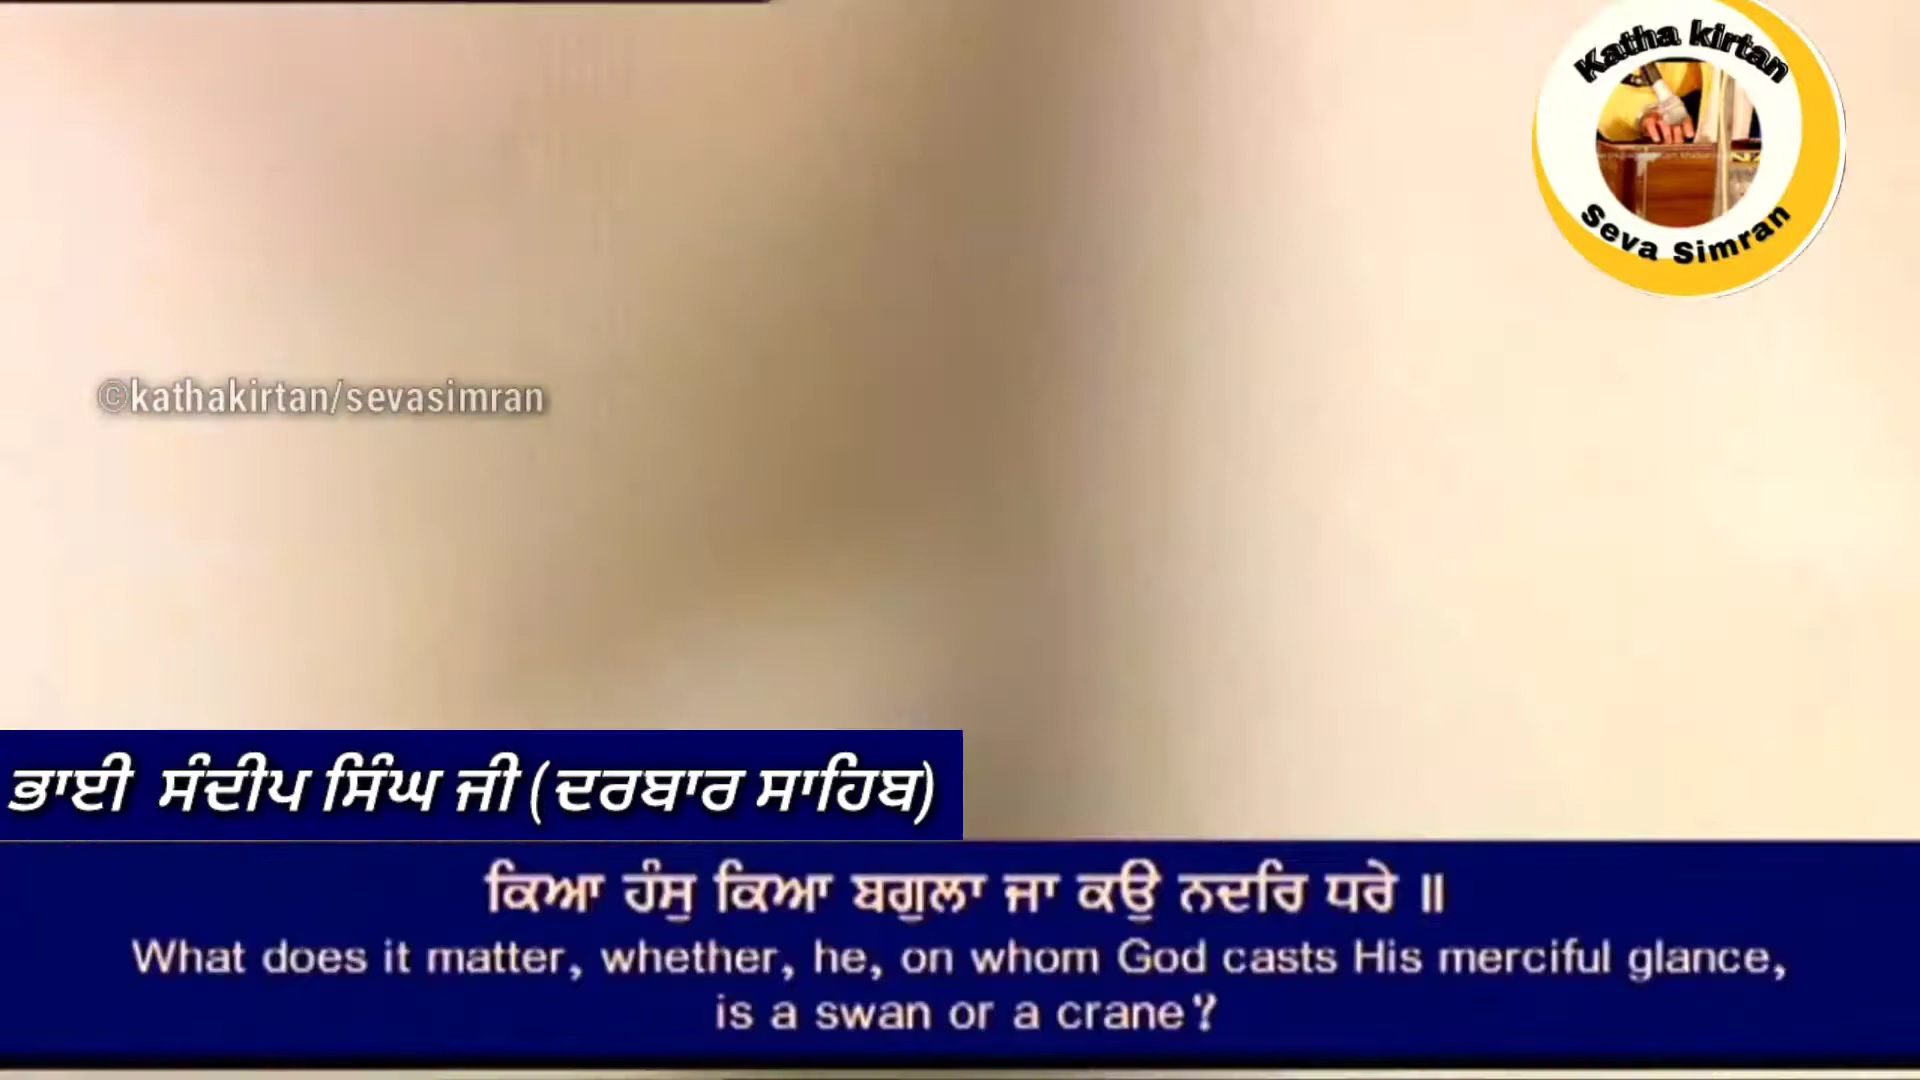 Katha kirtan
Seva Simran
©kathakirtan/sevasimran
ਭਾਈ ਸੰਦੀਪ ਸਿੰਘ ਜੀ (ਦਰਬਾਰ ਸਾਹਿਬ)
ਕਿਆ ਹੰਸੁ ਕਿਆ ਬਗੁਲਾ ਜਾ ਕਉ ਨਦਰਿ ਧਰੇ ॥
What does it matter, whether, he, on whom God casts His merciful glance,
is a swan or a crane?